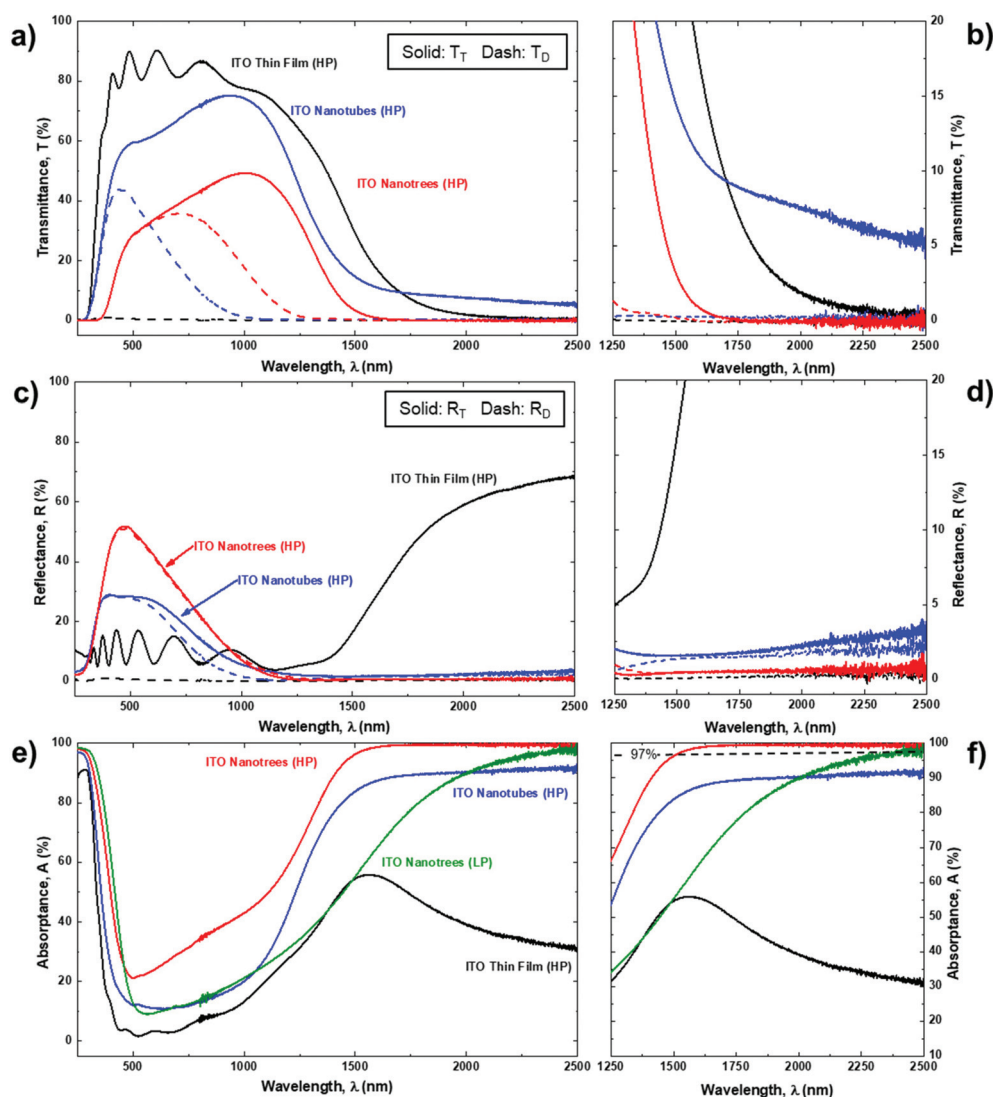 a)
Solid: T_T Dash: T_D
ITO Thin Film (HP)
ITO Nanotubes (HP)
ITO Nanotrees (HP)
Transmittance, T (%)
100
80
60
40
20
0
500 1000 1500 2000 2500
Wavelength, λ (nm)
b)
20
15
10
5
0
Transmittance, T (%)
1250 1500 1750 2000 2250 2500
Wavelength, λ (nm)
c)
Solid: R_T Dash: R_D
ITO Thin Film (HP)
ITO Nanotrees (HP)
ITO Nanotubes (HP)
Reflectance, R (%)
100
80
60
40
20
0
500 1000 1500 2000 2500
Wavelength, λ (nm)
d)
20
15
10
5
0
Reflectance, R (%)
1250 1500 1750 2000 2250 2500
Wavelength, λ (nm)
e)
ITO Nanotrees (HP)
ITO Nanotubes (HP)
ITO Nanotrees (LP)
ITO Thin Film (HP)
Absorptance, A (%)
100
80
60
40
20
0
500 1000 1500 2000 2500
Wavelength, λ (nm)
f)
97%
100
90
80
70
60
50
40
30
20
10
Absorptance, A (%)
1250 1500 1750 2000 2250 2500
Wavelength, λ (nm)